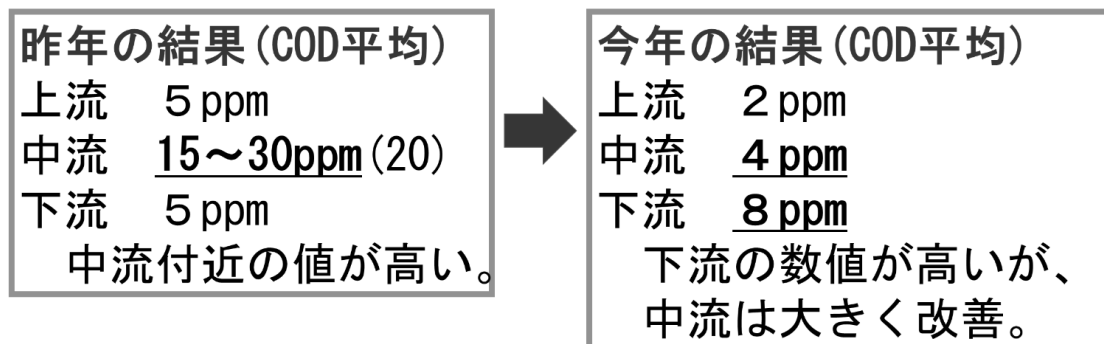 昨年の結果(COD平均)
上流　５ppm
中流　15～30ppm(20)
下流　５ppm
中流付近の値が高い。
今年の結果(COD平均)
上流　２ppm
中流　４ppm
下流　８ppm
下流の数値が高いが、
中流は大きく改善。